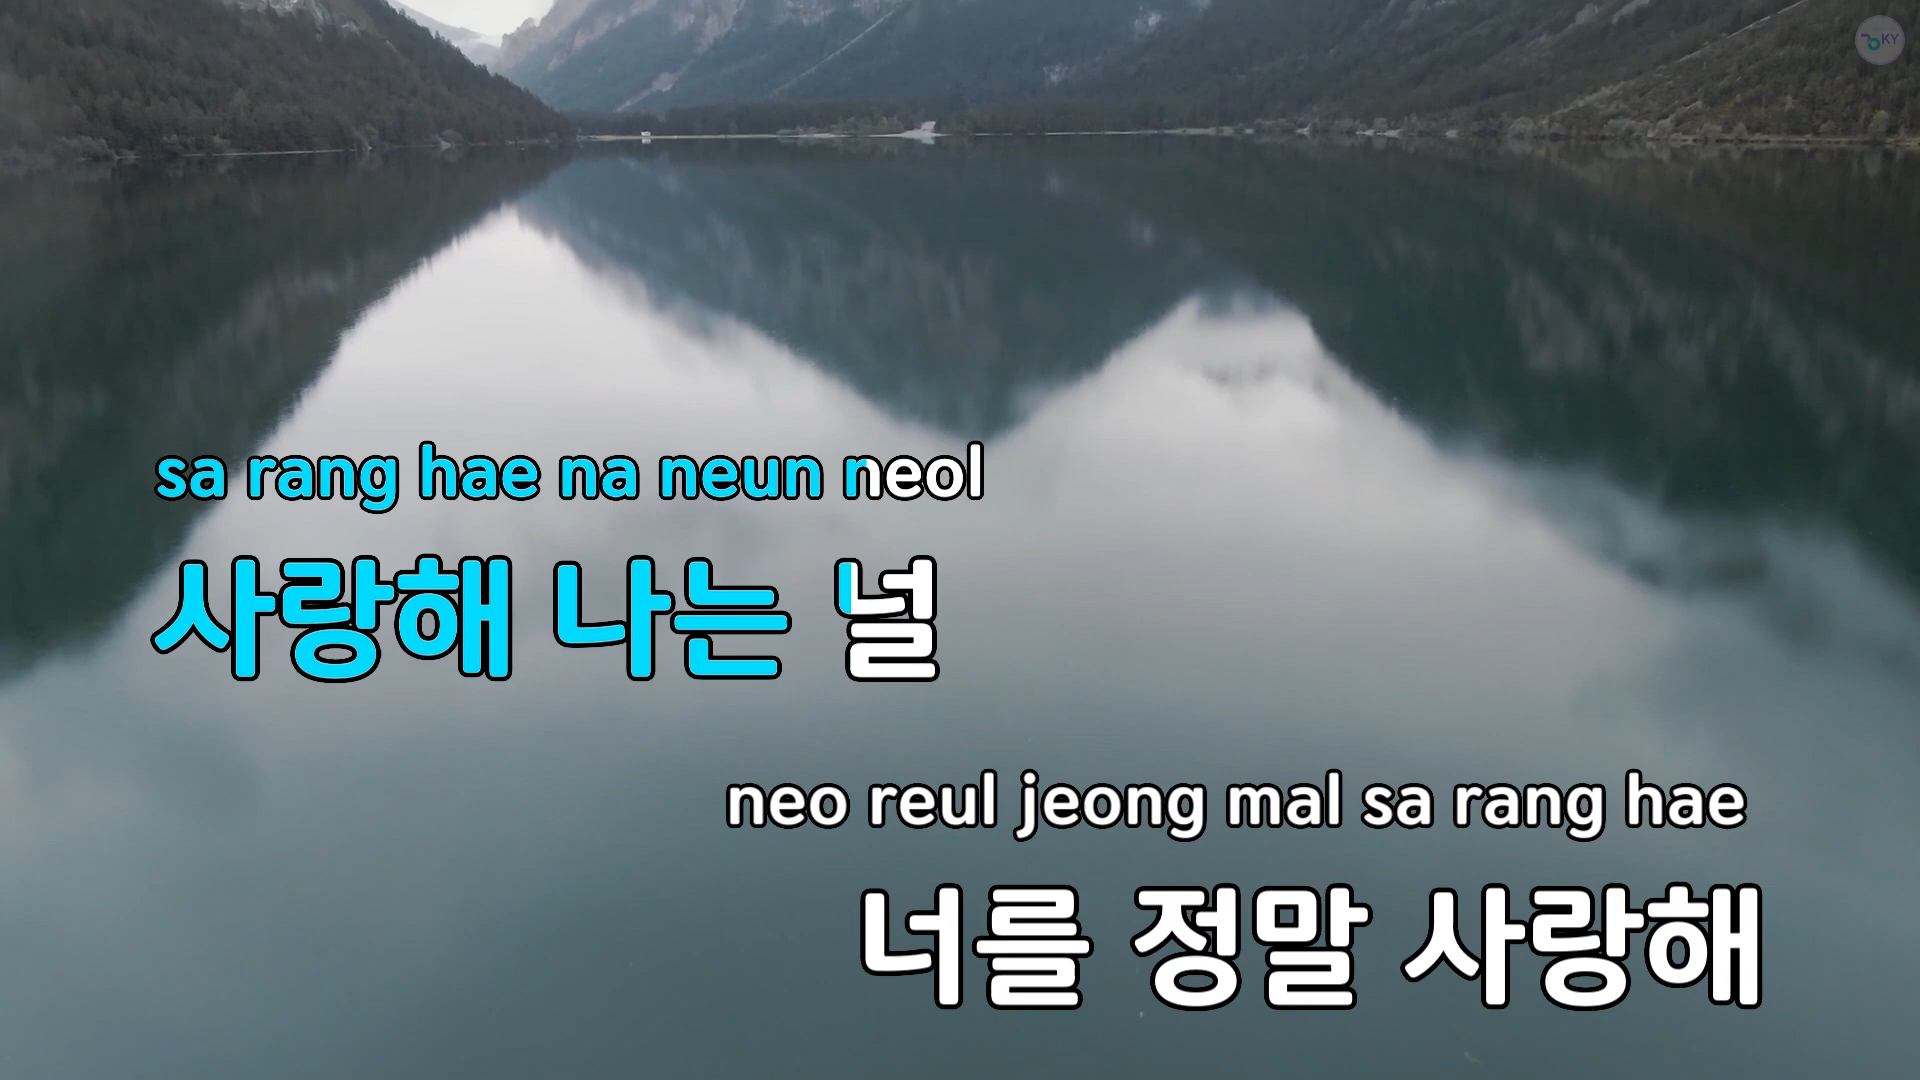 KY
sa rang hae na neun neol
사랑해 나는 널
neo reul jeong mal sa rang hae
너를 정말 사랑해